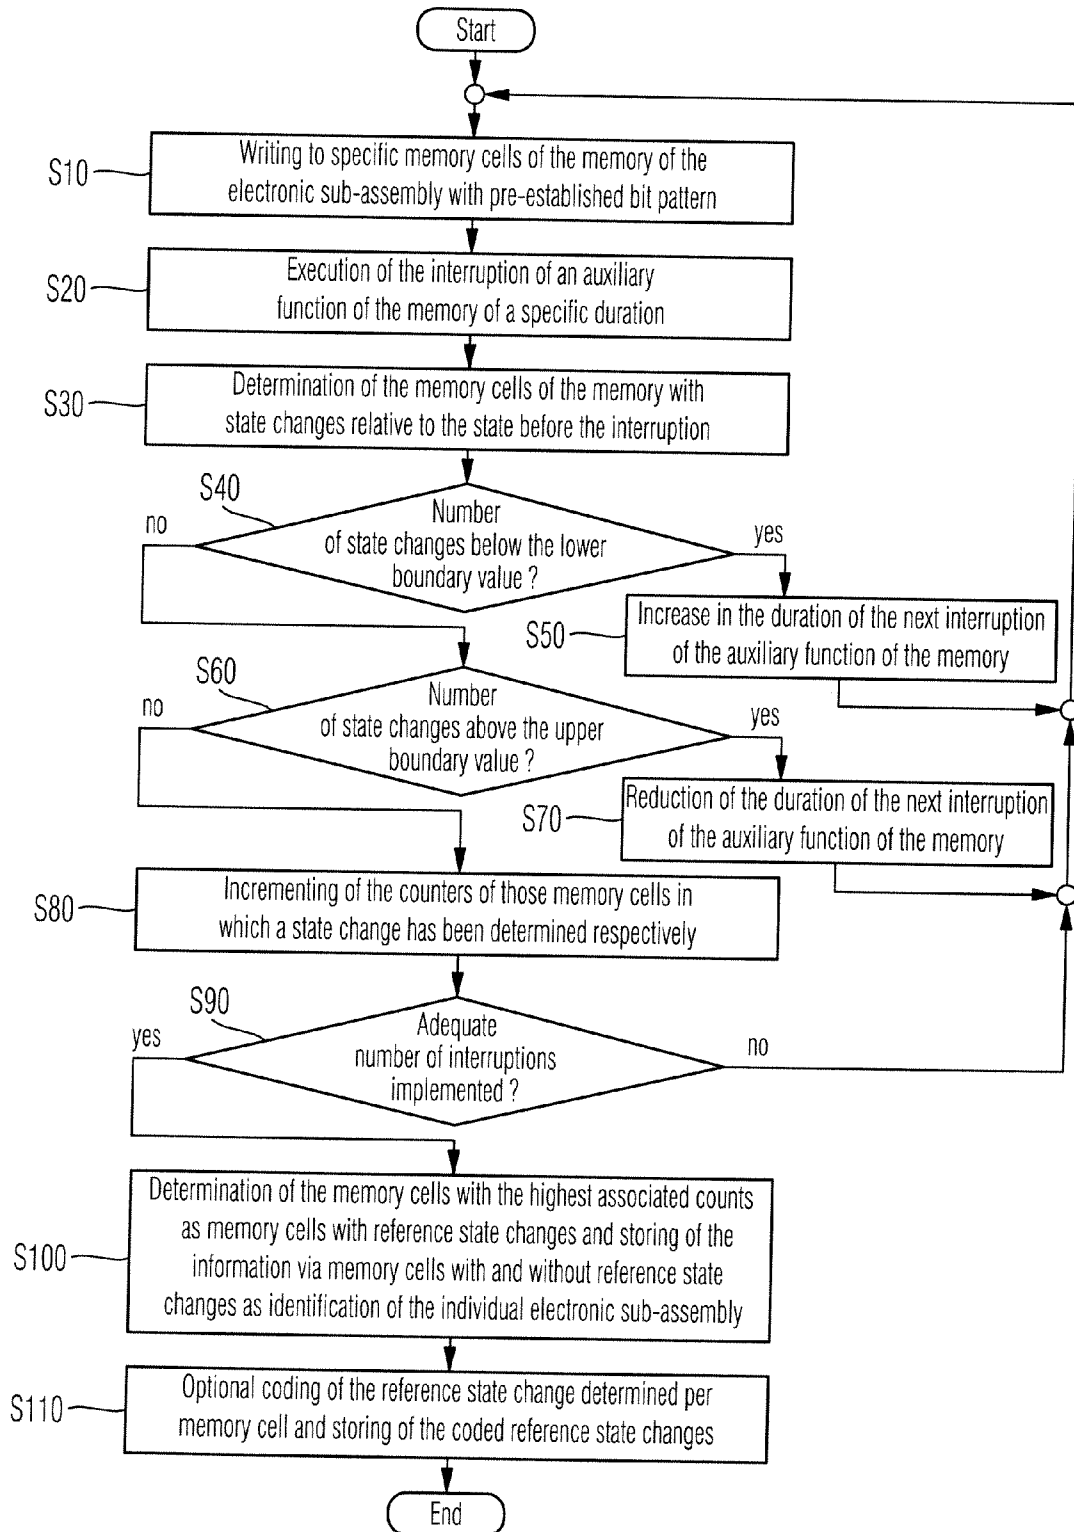 Start
S10
Writing to specific memory cells of the memory of the
electronic sub-assembly with pre-established bit pattern
S20
Execution of the interruption of an auxiliary
function of the memory of a specific duration
S30
Determination of the memory cells of the memory with
state changes relative to the state before the interruption
S40
no
Number
of state changes below the lower
boundary value ?
yes
S50
Increase in the duration of the next interruption
of the auxiliary function of the memory
S60
no
Number
of state changes above the upper
boundary value ?
yes
S70
Reduction of the duration of the next interruption
of the auxiliary function of the memory
S80
Incrementing of the counters of those memory cells in
which a state change has been determined respectively
S90
yes
Adequate
number of interruptions
implemented ?
no
S100
Determination of the memory cells with the highest associated counts
as memory cells with reference state changes and storing of the
information via memory cells with and without reference state
changes as identification of the individual electronic sub-assembly
S110
Optional coding of the reference state change determined per
memory cell and storing of the coded reference state changes
End